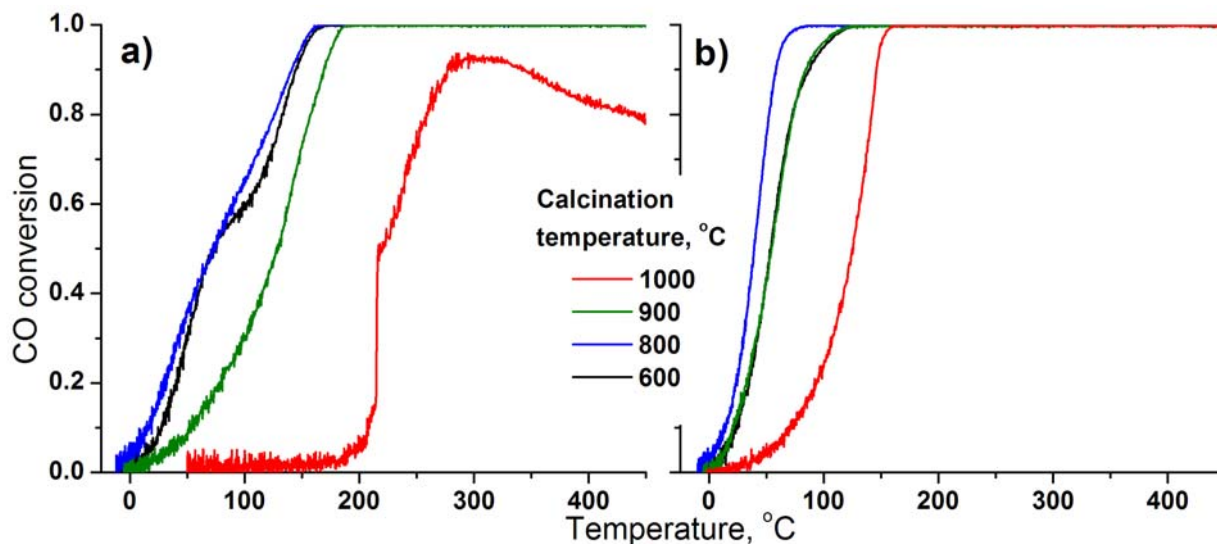 a)
b)
1.0
0.8
0.6
0.4
0.2
0.0
CO conversion
Calcination
temperature, °C
1000
900
800
600
0 100 200 300 400
0 100 200 300 400
Temperature, °C